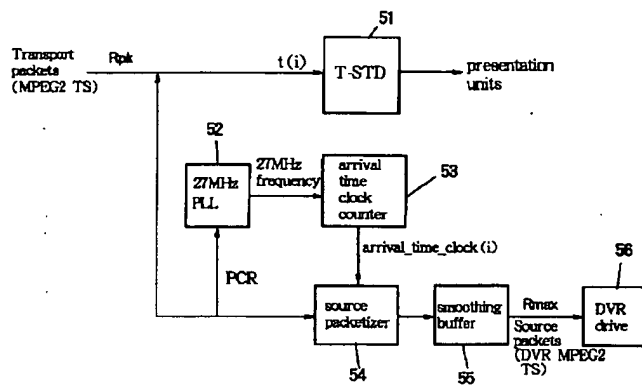 Transport
packets
(MPEG2 TS)
Rpk
t(i)
51
T-STD
presentation
units
52
27MHz
PLL
27MHz
frequency
arrival
time
clock
counter
53
arrival_time_clock(i)
PCR
source
packetizer
54
smoothing
buffer
55
Rmax
Source
packets
(DVR MPEG2
TS)
56
DVR
drive